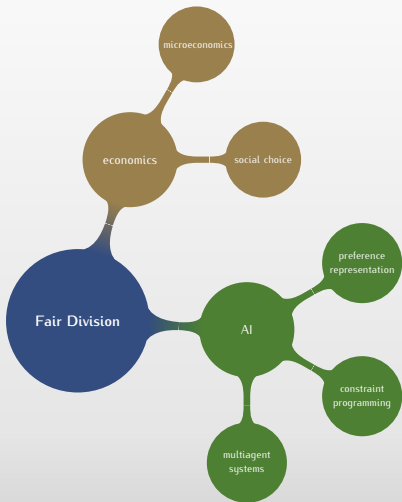 microeconomics
economics
social choice
Fair Division
AI
preference
representation
constraint
programming
multiagent
systems